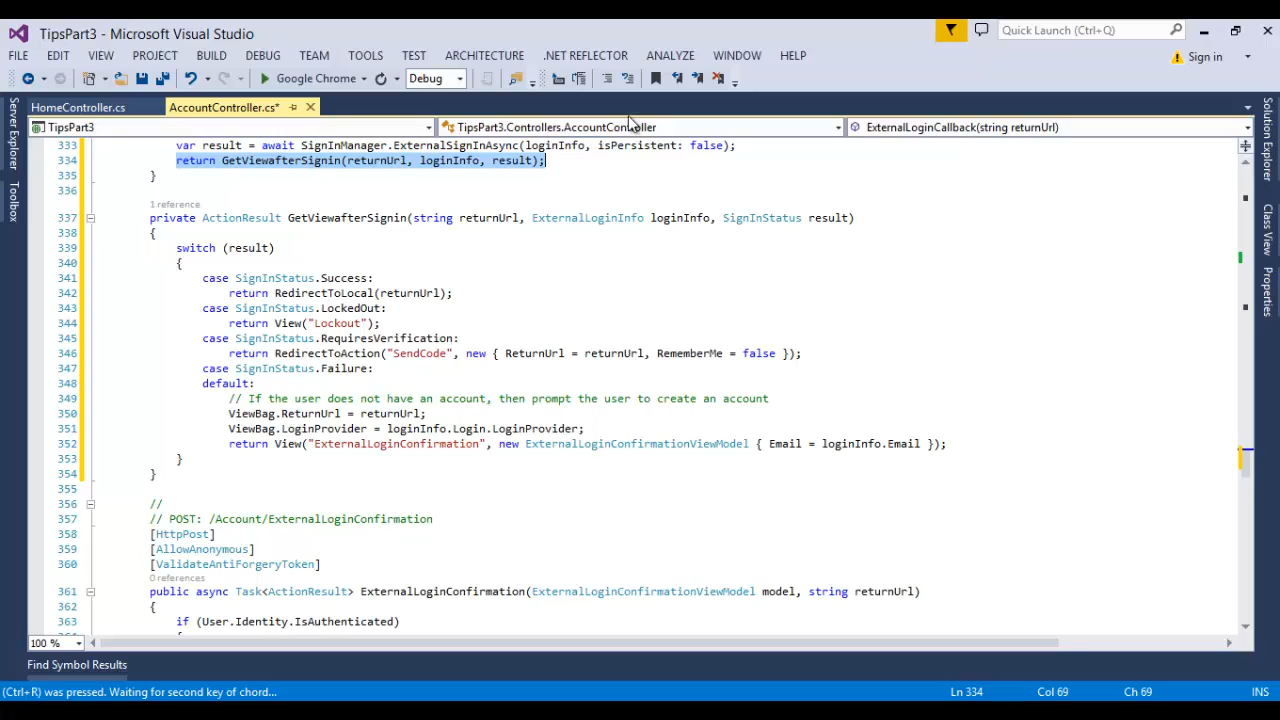 TipsPart3 - Microsoft Visual Studio
Quick Launch (Ctrl+Q)
FILE EDIT VIEW PROJECT BUILD DEBUG TEAM TOOLS TEST ARCHITECTURE .NET REFLECTOR ANALYZE WINDOW HELP
Sign in
Google Chrome
Debug
HomeController.cs
AccountController.cs*
TipsPart3
TipsPart3.Controllers.AccountController
ExternalLoginCallback(string returnUrl)
Server Explorer
Toolbox
Solution Explorer
Class View
Properties
333 var result = await SignInManager.ExternalSignInAsync(loginInfo, isPersistent: false);
334 return GetViewafterSignin(returnUrl, loginInfo, result);
335 }
336
1 reference
337 private ActionResult GetViewafterSignin(string returnUrl, ExternalLoginInfo loginInfo, SignInStatus result)
338 {
339 switch (result)
340 {
341 case SignInStatus.Success:
342 return RedirectToLocal(returnUrl);
343 case SignInStatus.LockedOut:
344 return View("Lockout");
345 case SignInStatus.RequiresVerification:
346 return RedirectToAction("SendCode", new { ReturnUrl = returnUrl, RememberMe = false });
347 case SignInStatus.Failure:
348 default:
349 // If the user does not have an account, then prompt the user to create an account
350 ViewBag.ReturnUrl = returnUrl;
351 ViewBag.LoginProvider = loginInfo.Login.LoginProvider;
352 return View("ExternalLoginConfirmation", new ExternalLoginConfirmationViewModel { Email = loginInfo.Email });
353 }
354 }
355
356 //
357 // POST: /Account/ExternalLoginConfirmation
358 [HttpPost]
359 [AllowAnonymous]
360 [ValidateAntiForgeryToken]
0 references
361 public async Task<ActionResult> ExternalLoginConfirmation(ExternalLoginConfirmationViewModel model, string returnUrl)
362 {
363 if (User.Identity.IsAuthenticated)
100 %
Find Symbol Results
(Ctrl+R) was pressed. Waiting for second key of chord...
Ln 334 Col 69 Ch 69 INS